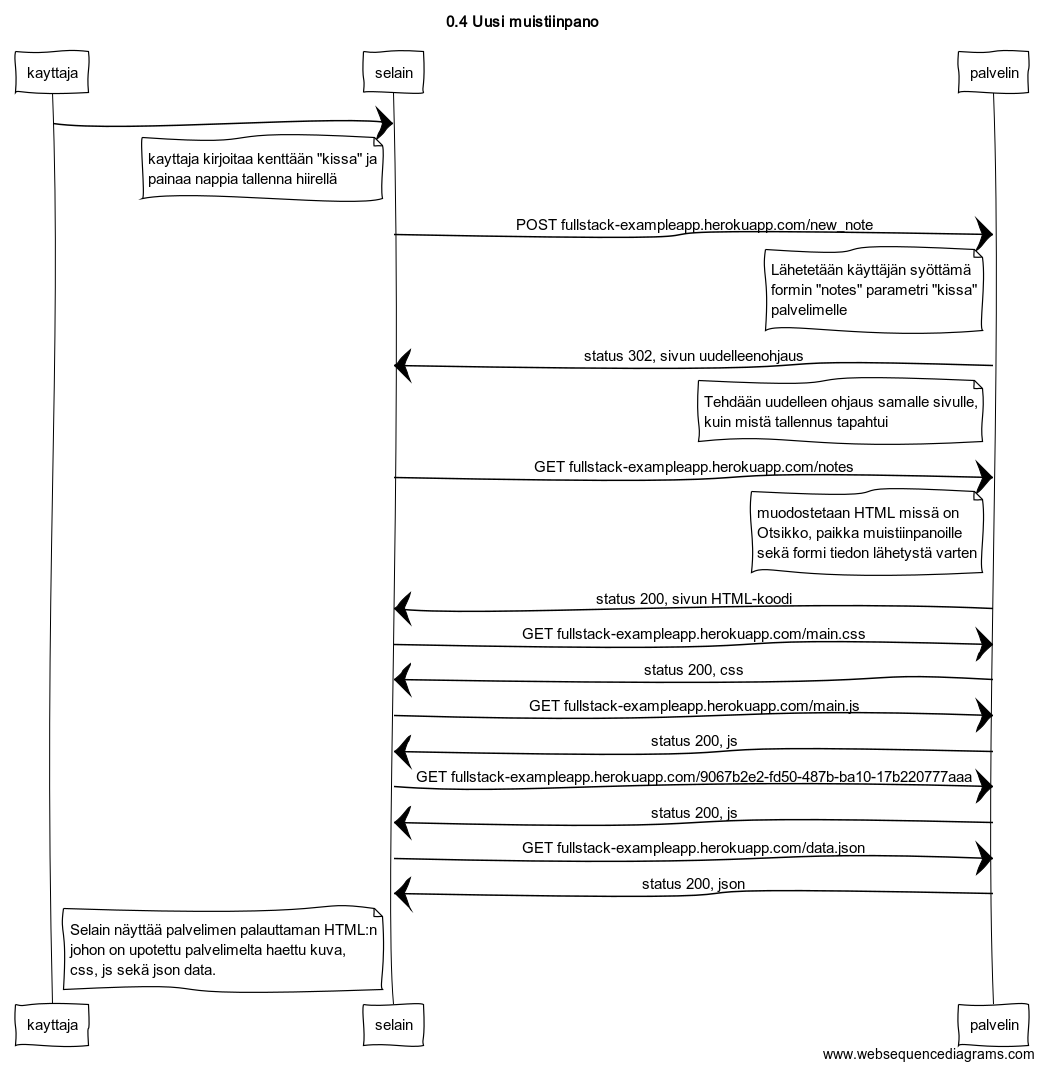 0.4 Uusi muistiinpano
kayttaja
selain
palvelin
kayttaja kirjoitaa kenttään "kissa" ja
painaa nappia tallenna hiirellä
POST fullstack-exampleapp.herokuapp.com/new_note
Lähetetään käyttäjän syöttämä
formin "notes" parametri "kissa"
palvelimelle
status 302, sivun uudelleenohjaus
Tehdään uudelleen ohjaus samalle sivulle,
kuin mistä tallennus tapahtui
GET fullstack-exampleapp.herokuapp.com/notes
muodostetaan HTML missä on
Otsikko, paikka muistiinpanoille
sekä formi tiedon lähetystä varten
status 200, sivun HTML-koodi
GET fullstack-exampleapp.herokuapp.com/main.css
status 200, css
GET fullstack-exampleapp.herokuapp.com/main.js
status 200, js
GET fullstack-exampleapp.herokuapp.com/9067b2e2-fd50-487b-ba10-17b220777aaa
status 200, js
GET fullstack-exampleapp.herokuapp.com/data.json
status 200, json
Selain näyttää palvelimen palauttaman HTML:n
johon on upotettu palvelimelta haettu kuva,
css, js sekä json data.
kayttaja
selain
palvelin
www.websequencediagrams.com